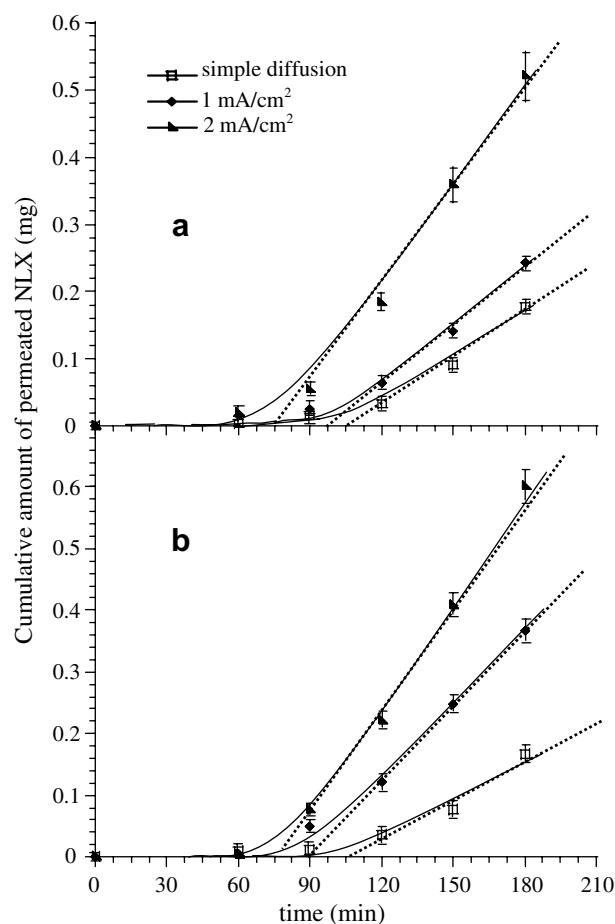 0.6
simple diffusion
1 mA/cm²
2 mA/cm²
0.5
0.4
a
0.3
0.2
0.1
0
Cumulative amount of permeated NLX (mg)
0.6
b
0.5
0.4
0.3
0.2
0.1
0
0 30 60 90 120 150 180 210
time (min)